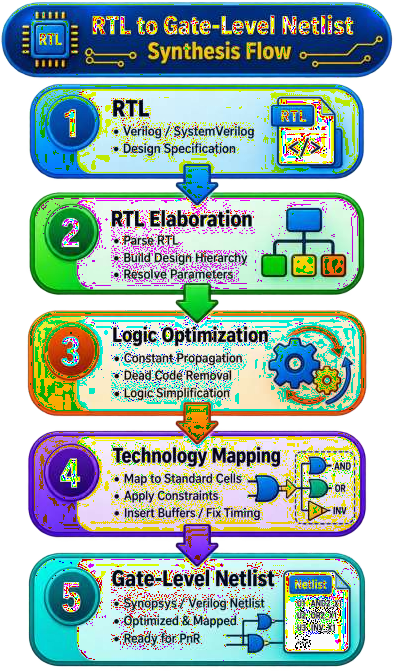 RTL
RTL to Gate-Level Netlist
Synthesis Flow
1
RTL
• Verilog / SystemVerilog
• Design Specification
RTL
</>
2
RTL Elaboration
• Parse RTL
• Build Design Hierarchy
• Resolve Parameters
3
Logic Optimization
• Constant Propagation
• Dead Code Removal
• Logic Simplification
4
Technology Mapping
• Map to Standard Cells
• Apply Constraints
• Insert Buffers / Fix Timing
AND
OR
INV
5
Gate-Level Netlist
• Synopsys / Verilog Netlist
• Optimized & Mapped
• Ready for PnR
Netlist